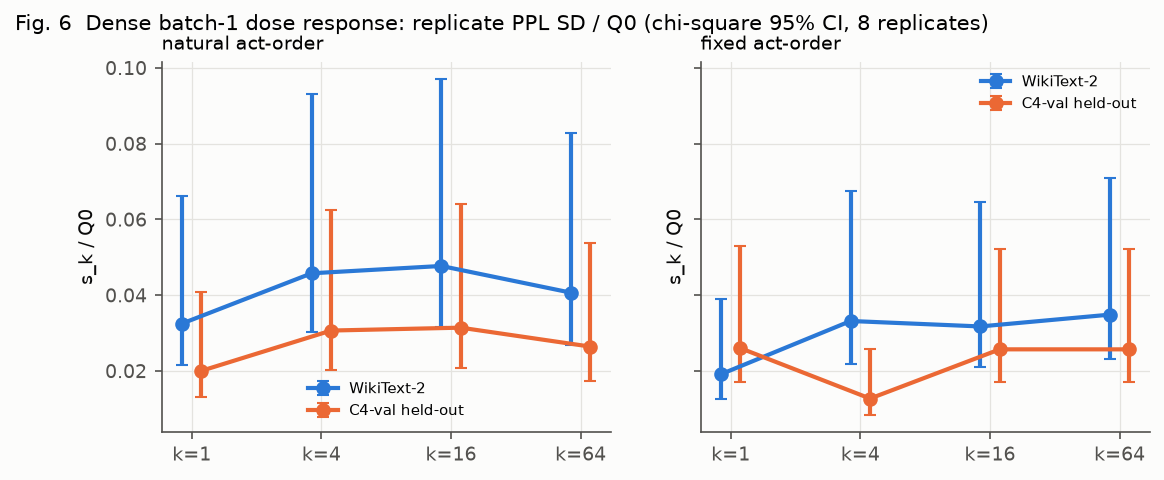 Fig. 6  Dense batch-1 dose response: replicate PPL SD / Q0 (chi-square 95% CI, 8 replicates)
natural act-order
s_k / Q0
0.10
0.08
0.06
0.04
0.02
WikiText-2
C4-val held-out
k=1
k=4
k=16
k=64
fixed act-order
s_k / Q0
WikiText-2
C4-val held-out
k=1
k=4
k=16
k=64